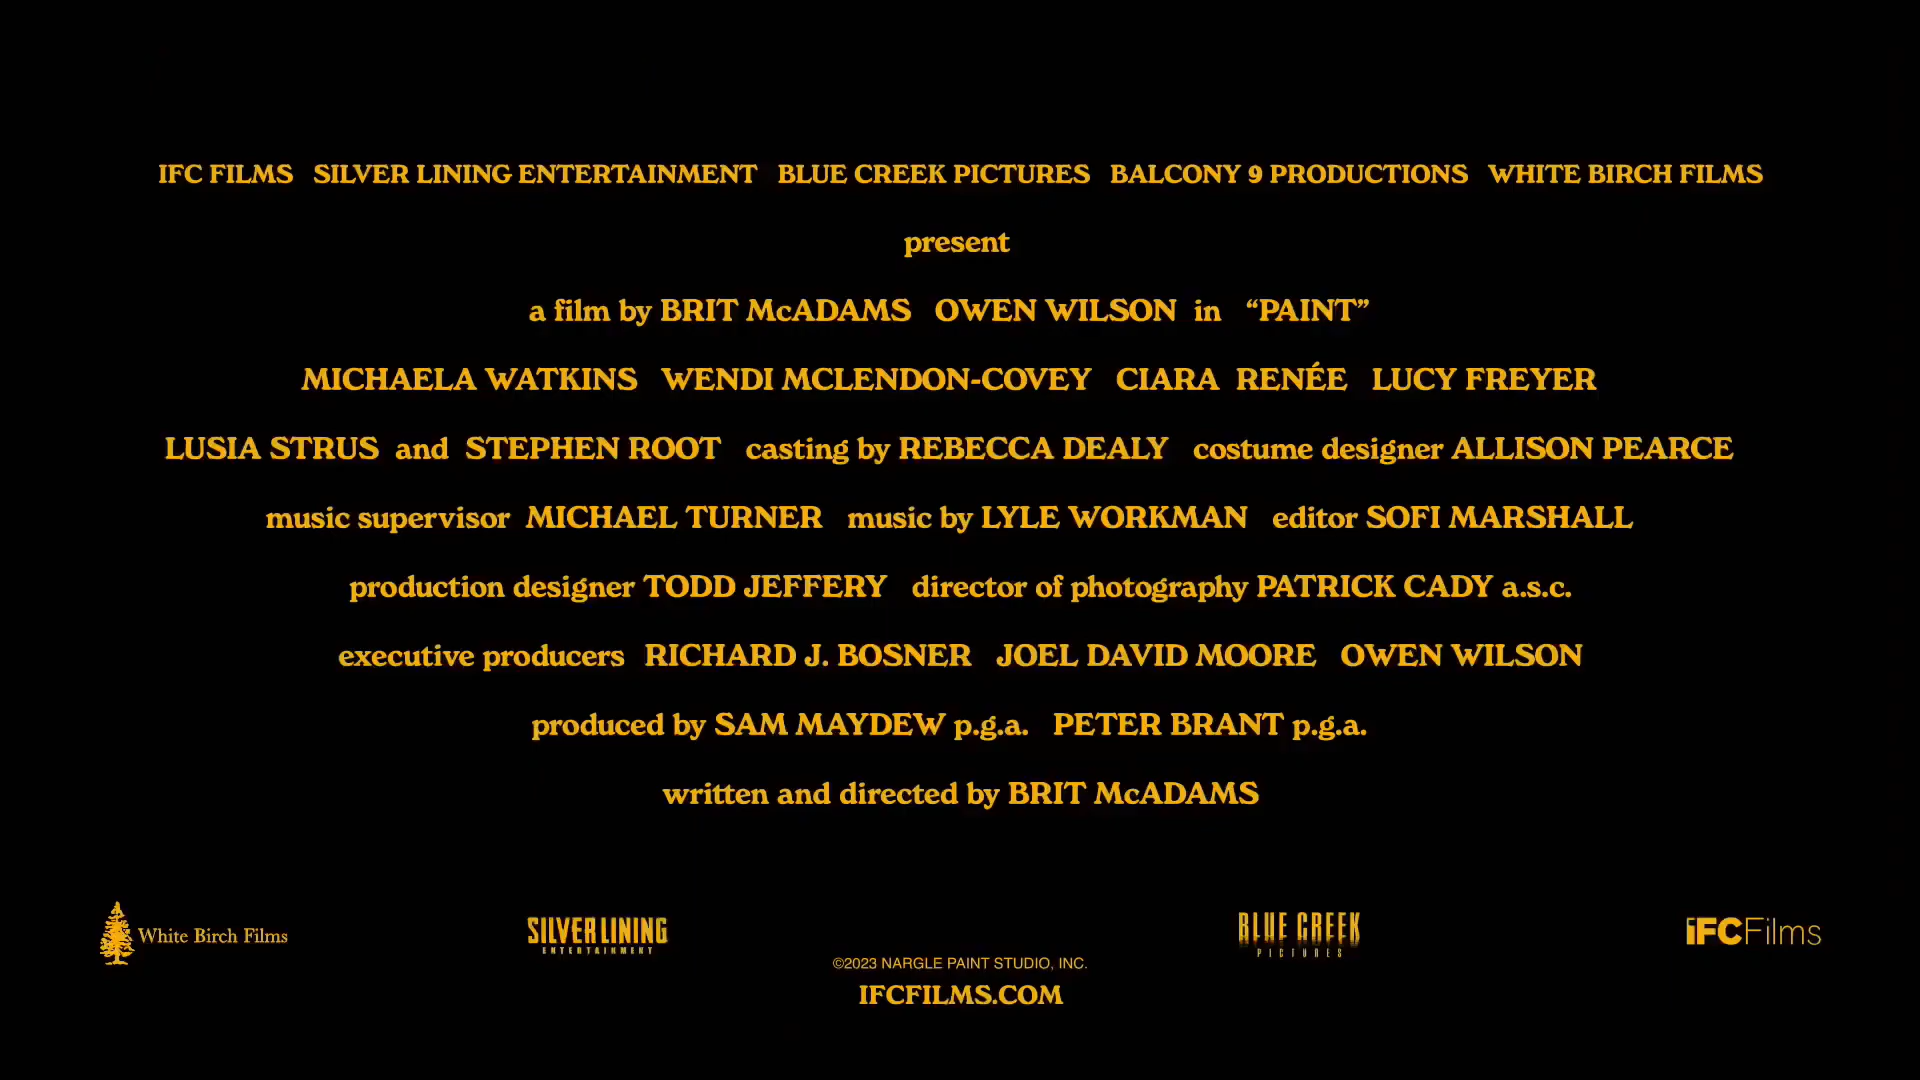 IFC FILMS SILVER LINING ENTERTAINMENT BLUE CREEK PICTURES BALCONY 9 PRODUCTIONS WHITE BIRCH FILMS
present
a film by BRIT McADAMS OWEN WILSON in “PAINT”
MICHAELA WATKINS WENDI MCLENDON-COVEY CIARA RENÉE LUCY FREYER
LUSIA STRUS and STEPHEN ROOT casting by REBECCA DEALY costume designer ALLISON PEARCE
music supervisor MICHAEL TURNER music by LYLE WORKMAN editor SOFI MARSHALL
production designer TODD JEFFERY director of photography PATRICK CADY a.s.c.
executive producers RICHARD J. BOSNER JOEL DAVID MOORE OWEN WILSON
produced by SAM MAYDEW p.g.a. PETER BRANT p.g.a.
written and directed by BRIT McADAMS
White Birch Films
SILVER LINING
ENTERTAINMENT
BLUE CREEK
PICTURES
iFC Films
©2023 NARGLE PAINT STUDIO, INC.
IFCFILMS.COM